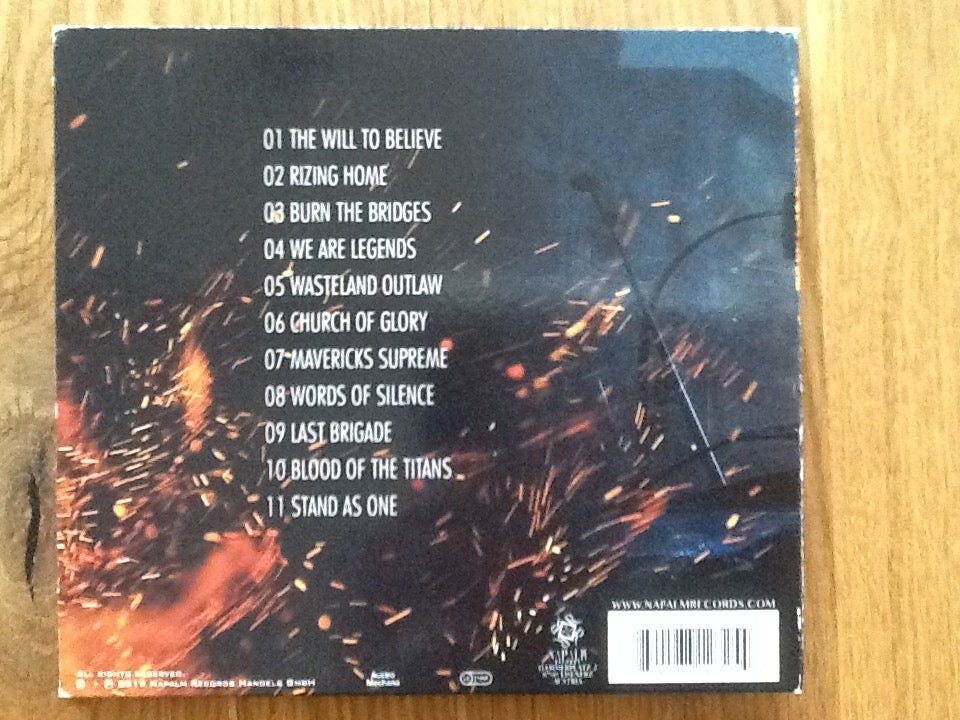 01 THE WILL TO BELIEVE
02 RIZING HOME
03 BURN THE BRIDGES
04 WE ARE LEGENDS
05 WASTELAND OUTLAW
06 CHURCH OF GLORY
07 MAVERICKS SUPREME
08 WORDS OF SILENCE
09 LAST BRIGADE
10 BLOOD OF THE TITANS
11 STAND AS ONE
WWW.NAPALMRECORDS.COM
NAPALM
AUSTRIA
ALL RIGHTS RESERVED.
NAPALM RECORDS HANDELS GMBH